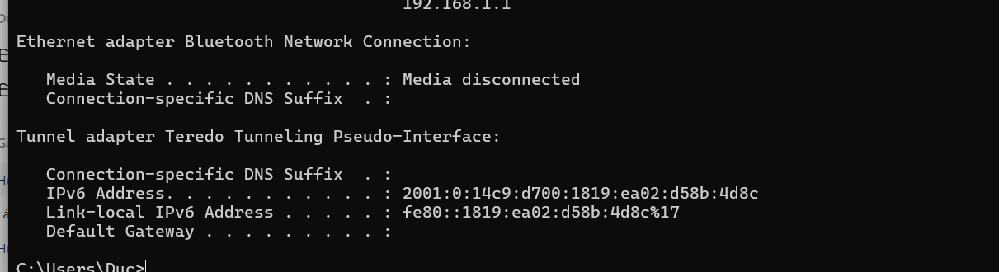 192.168.1.1
Ethernet adapter Bluetooth Network Connection:
Media State . . . . . . . . . . . : Media disconnected
Connection-specific DNS Suffix  . :
Tunnel adapter Teredo Tunneling Pseudo-Interface:
Connection-specific DNS Suffix  . :
IPv6 Address. . . . . . . . . . . : 2001:0:14c9:d700:1819:ea02:d58b:4d8c
Link-local IPv6 Address . . . . . : fe80::1819:ea02:d58b:4d8c%17
Default Gateway . . . . . . . . . :
C:\Users\Duc>